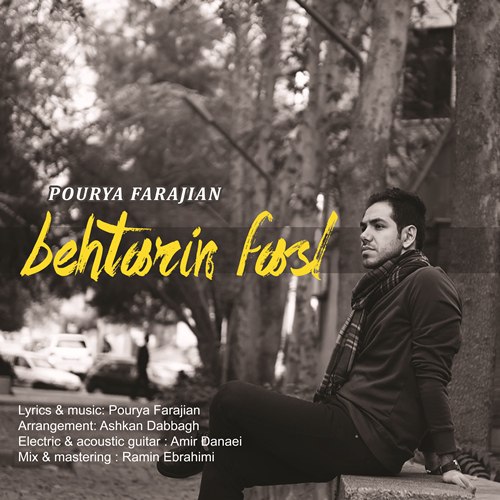 POURYA FARAJIAN
behtarin fasl
Lyrics & music: Pourya Farajian
Arrangement: Ashkan Dabbagh
Electric & acoustic guitar : Amir Danaei
Mix & mastering : Ramin Ebrahimi